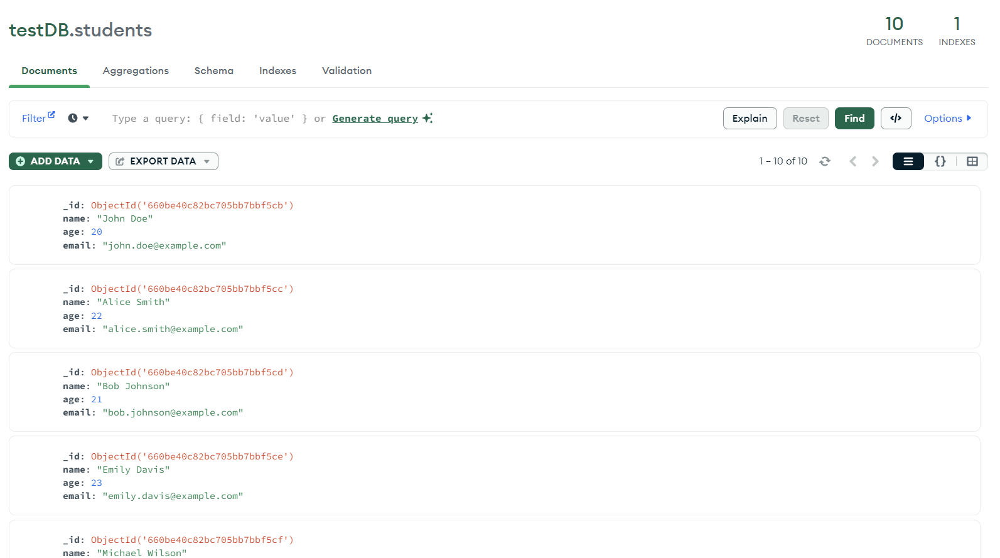 testDB.students
10
DOCUMENTS
1
INDEXES
Documents
Aggregations
Schema
Indexes
Validation
Filter
Type a query: { field: 'value' } or Generate query
Explain
Reset
Find
</>
Options
ADD DATA
EXPORT DATA
1 – 10 of 10
{}
_id: ObjectId('660be40c82bc705bb7bbf5cb')
name: "John Doe"
age: 20
email: "john.doe@example.com"
_id: ObjectId('660be40c82bc705bb7bbf5cc')
name: "Alice Smith"
age: 22
email: "alice.smith@example.com"
_id: ObjectId('660be40c82bc705bb7bbf5cd')
name: "Bob Johnson"
age: 21
email: "bob.johnson@example.com"
_id: ObjectId('660be40c82bc705bb7bbf5ce')
name: "Emily Davis"
age: 23
email: "emily.davis@example.com"
_id: ObjectId('660be40c82bc705bb7bbf5cf')
name: "Michael Wilson"